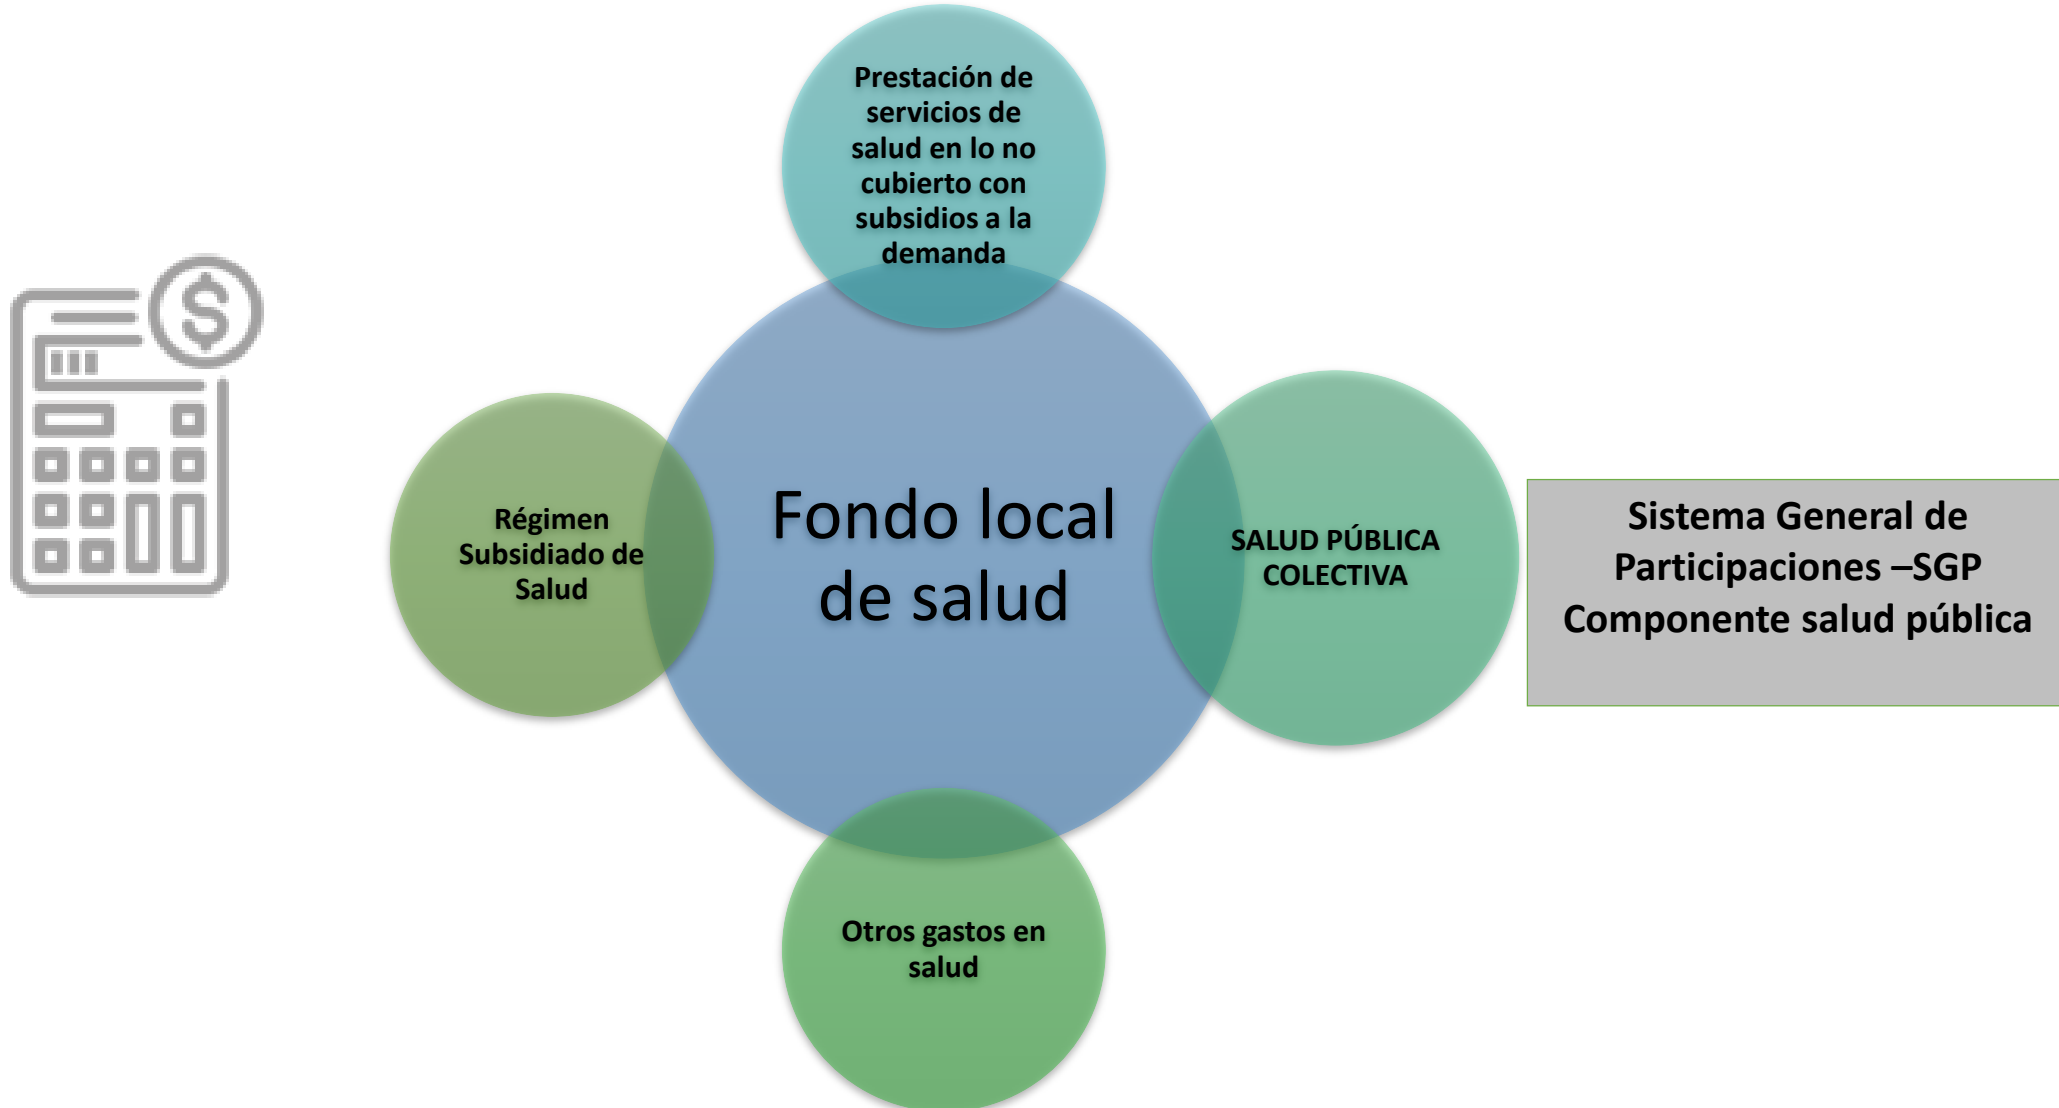 Prestación de
servicios de
salud en lo no
cubierto con
subsidios a la
demanda
Régimen
Subsidiado de
Salud
Fondo local
de salud
SALUD PÚBLICA
COLECTIVA
Sistema General de
Participaciones –SGP
Componente salud pública
Otros gastos en
salud
$